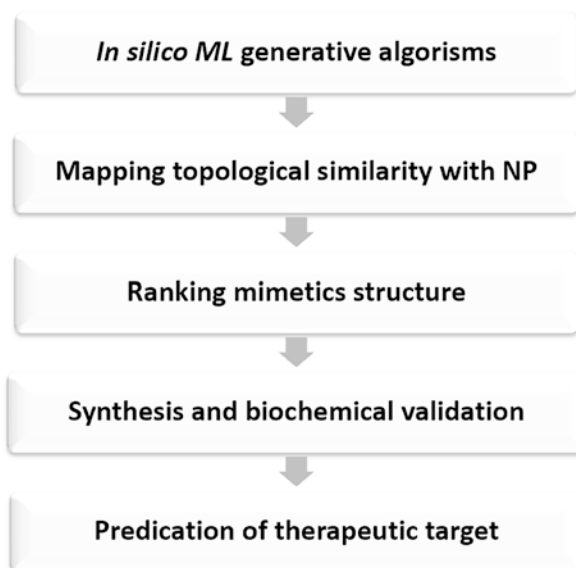 In silico ML generative algorisms
Mapping topological similarity with NP
Ranking mimetics structure
Synthesis and biochemical validation
Predication of therapeutic target